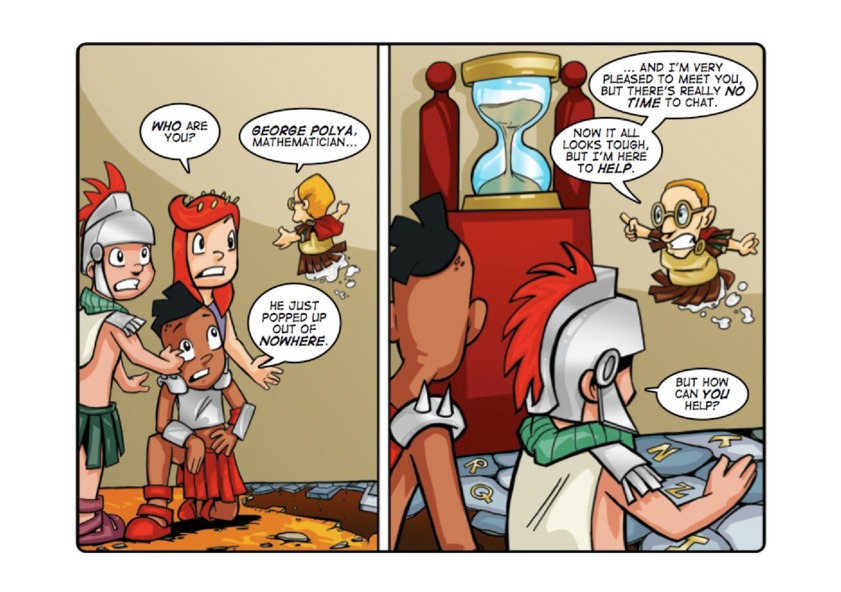 WHO ARE
YOU?
GEORGE POLYA,
MATHEMATICIAN...
HE JUST
POPPED UP
OUT OF
NOWHERE.
... AND I'M VERY
PLEASED TO MEET YOU,
BUT THERE'S REALLY NO
TIME TO CHAT.
NOW IT ALL
LOOKS TOUGH,
BUT I'M HERE
TO HELP.
BUT HOW
CAN YOU
HELP?
R
Q
N
Z